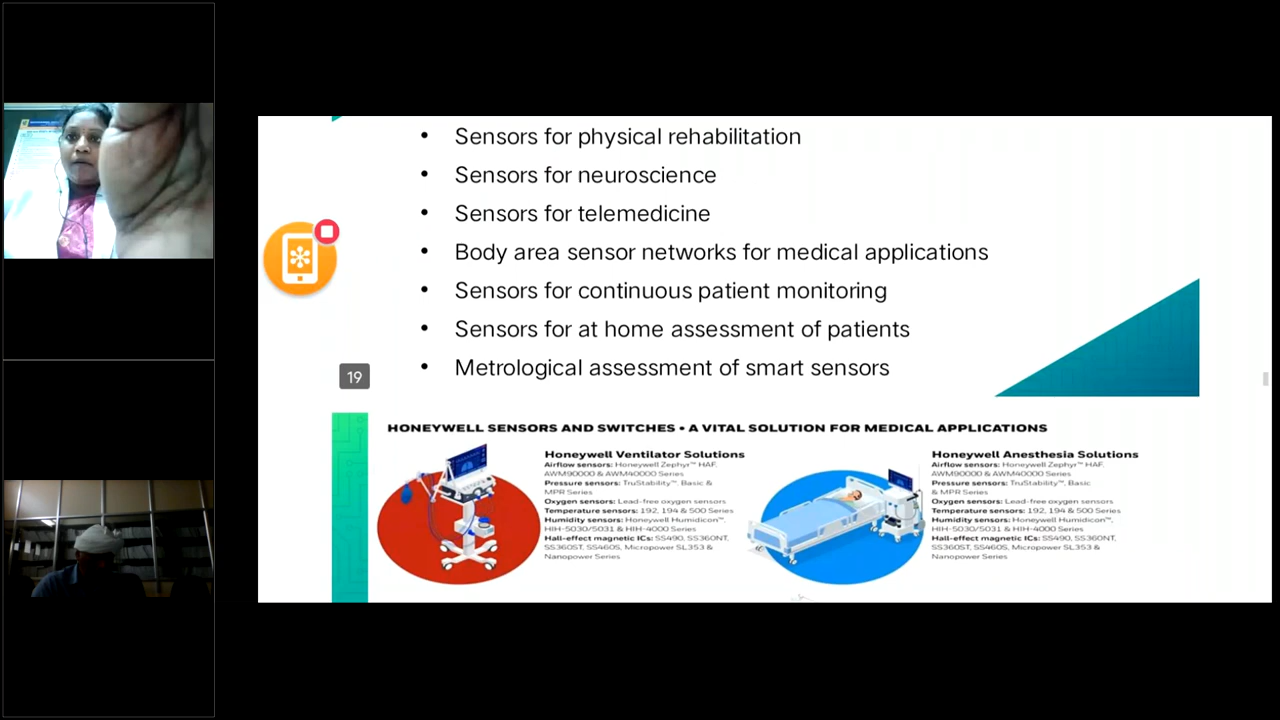 • Sensors for physical rehabilitation
• Sensors for neuroscience
• Sensors for telemedicine
• Body area sensor networks for medical applications
• Sensors for continuous patient monitoring
• Sensors for at home assessment of patients
• Metrological assessment of smart sensors
19
HONEYWELL SENSORS AND SWITCHES • A VITAL SOLUTION FOR MEDICAL APPLICATIONS
Honeywell Ventilator Solutions
Airflow sensors: Honeywell Zephyr™ HAF,
AWM90000 & AWM40000 Series
Pressure sensors: TruStability™, Basic &
MPR Series
Oxygen sensors: Lead-free oxygen sensors
Temperature sensors: 192, 194 & 500 Series
Humidity sensors: Honeywell Humidicon™,
HIH-5030/5031 & HIH-4000 Series
Hall-effect magnetic ICs: SS490, SS360NT,
SS360ST, SS460S, Micropower SL353 &
Nanopower Series
Honeywell Anesthesia Solutions
Airflow sensors: Honeywell Zephyr™ HAF,
AWM90000 & AWM40000 Series
Pressure sensors: TruStability™, Basic
& MPR Series
Oxygen sensors: Lead-free oxygen sensors
Temperature sensors: 192, 194 & 500 Series
Humidity sensors: Honeywell Humidicon™,
HIH-5030/5031 & HIH-4000 Series
Hall-effect magnetic ICs: SS490, SS360NT,
SS360ST, SS460S, Micropower SL353 &
Nanopower Series